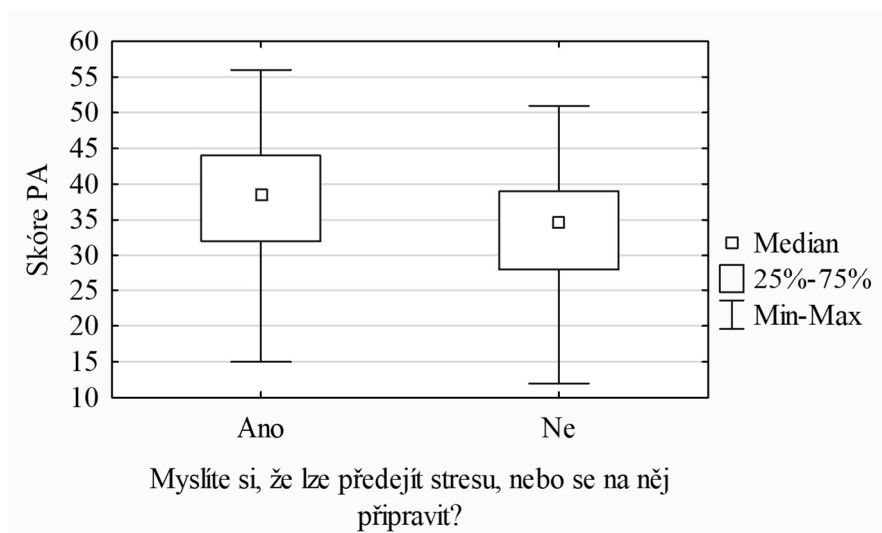 60
55
50
45
40
35
30
25
20
15
10
Skóre PA
Ano Ne
Myslíte si, že lze předejít stresu, nebo se na něj
připravit?
Median
25%-75%
Min-Max